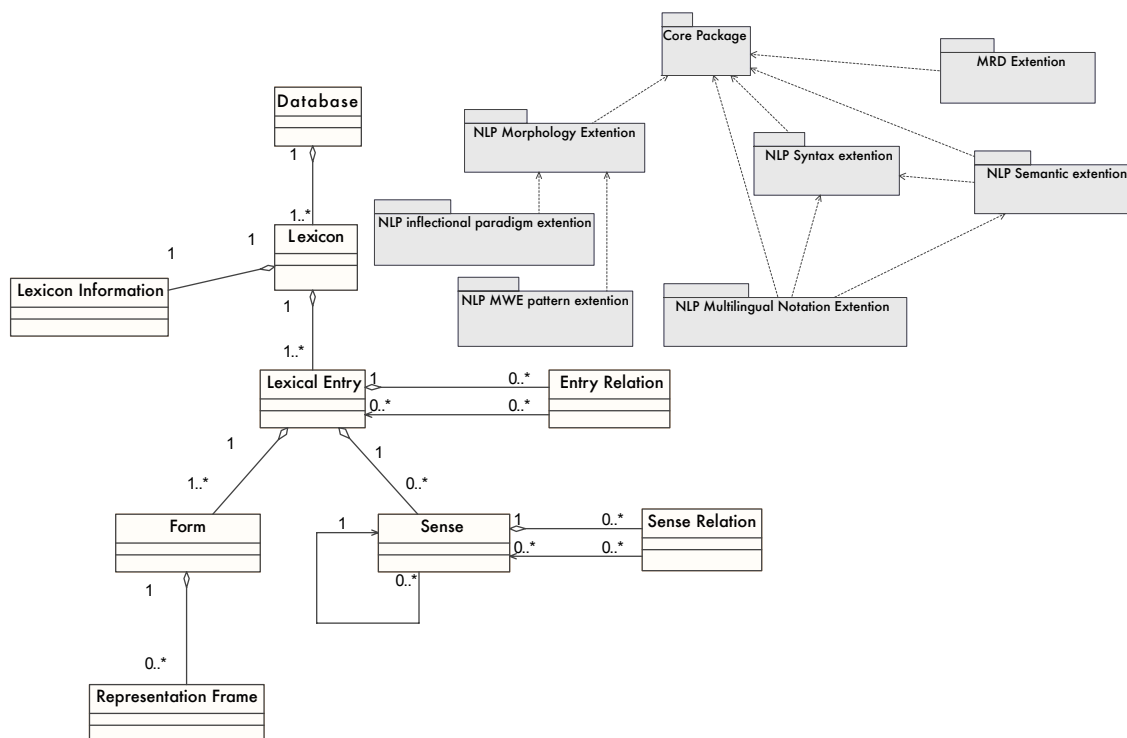 Core Package
MRD Extention
Database
1
NLP Morphology Extention
NLP Syntax extention
NLP Semantic extention
1..*
Lexicon
NLP inflectional paradigm extention
1
1
Lexicon Information
1
NLP MWE pattern extention
NLP Multilingual Notation Extention
1..*
Lexical Entry
1
0..*
Entry Relation
0..*
0..*
1
1
1..*
0..*
Form
Sense
1
1
0..*
Sense Relation
0..*
0..*
0..*
1
0..*
Representation Frame